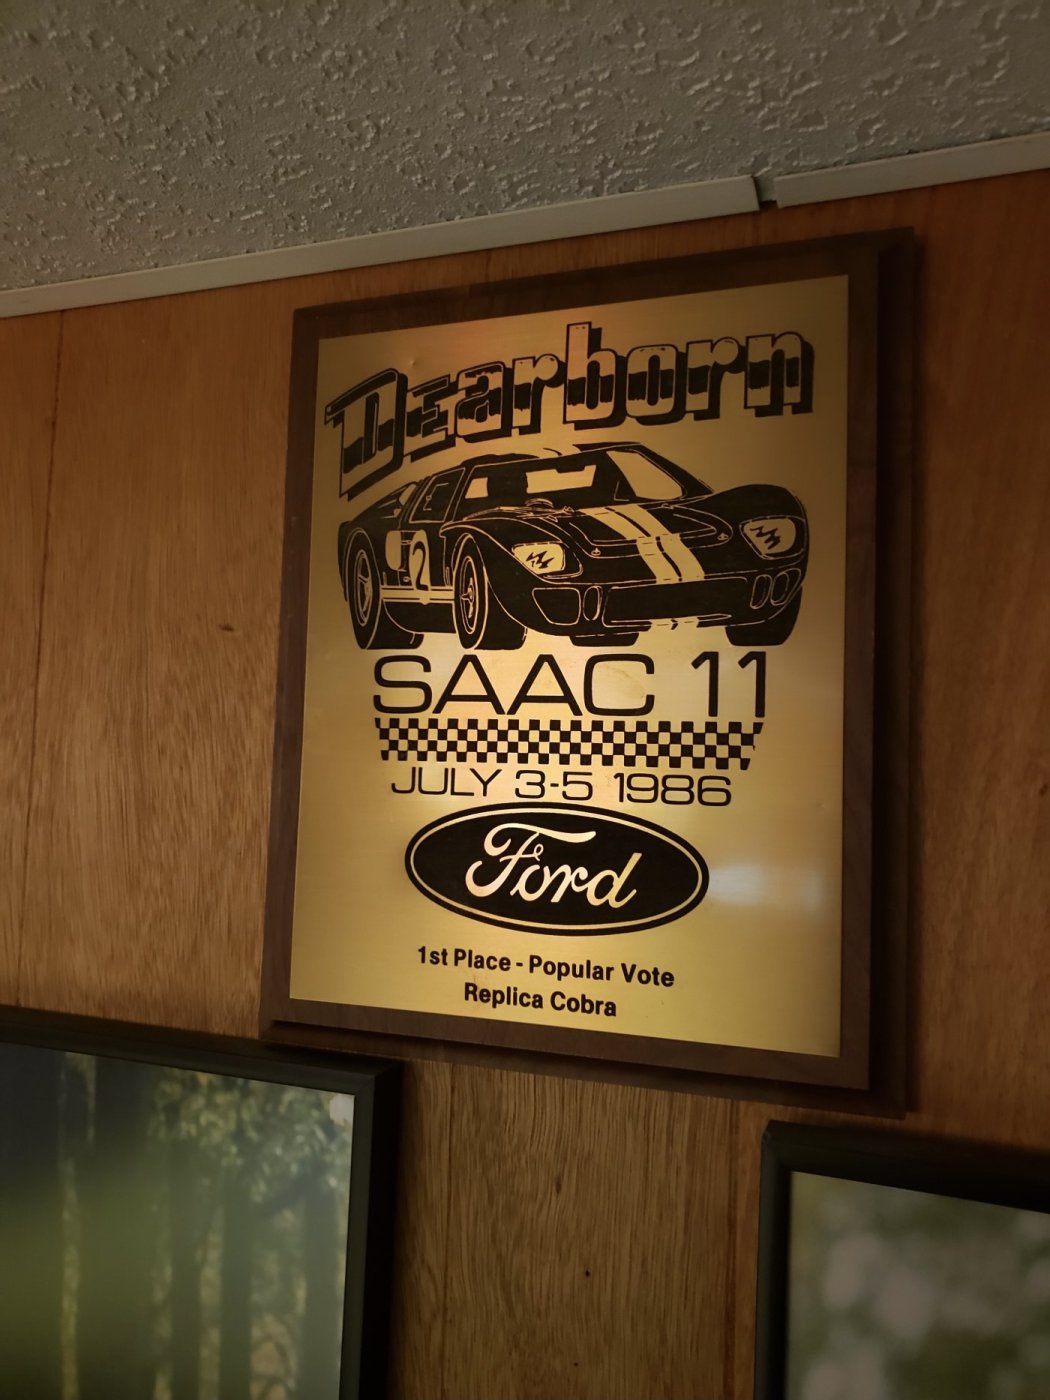 Dearborn
2
SAAC 11
JULY 3-5 1986
Ford
1st Place - Popular Vote
Replica Cobra